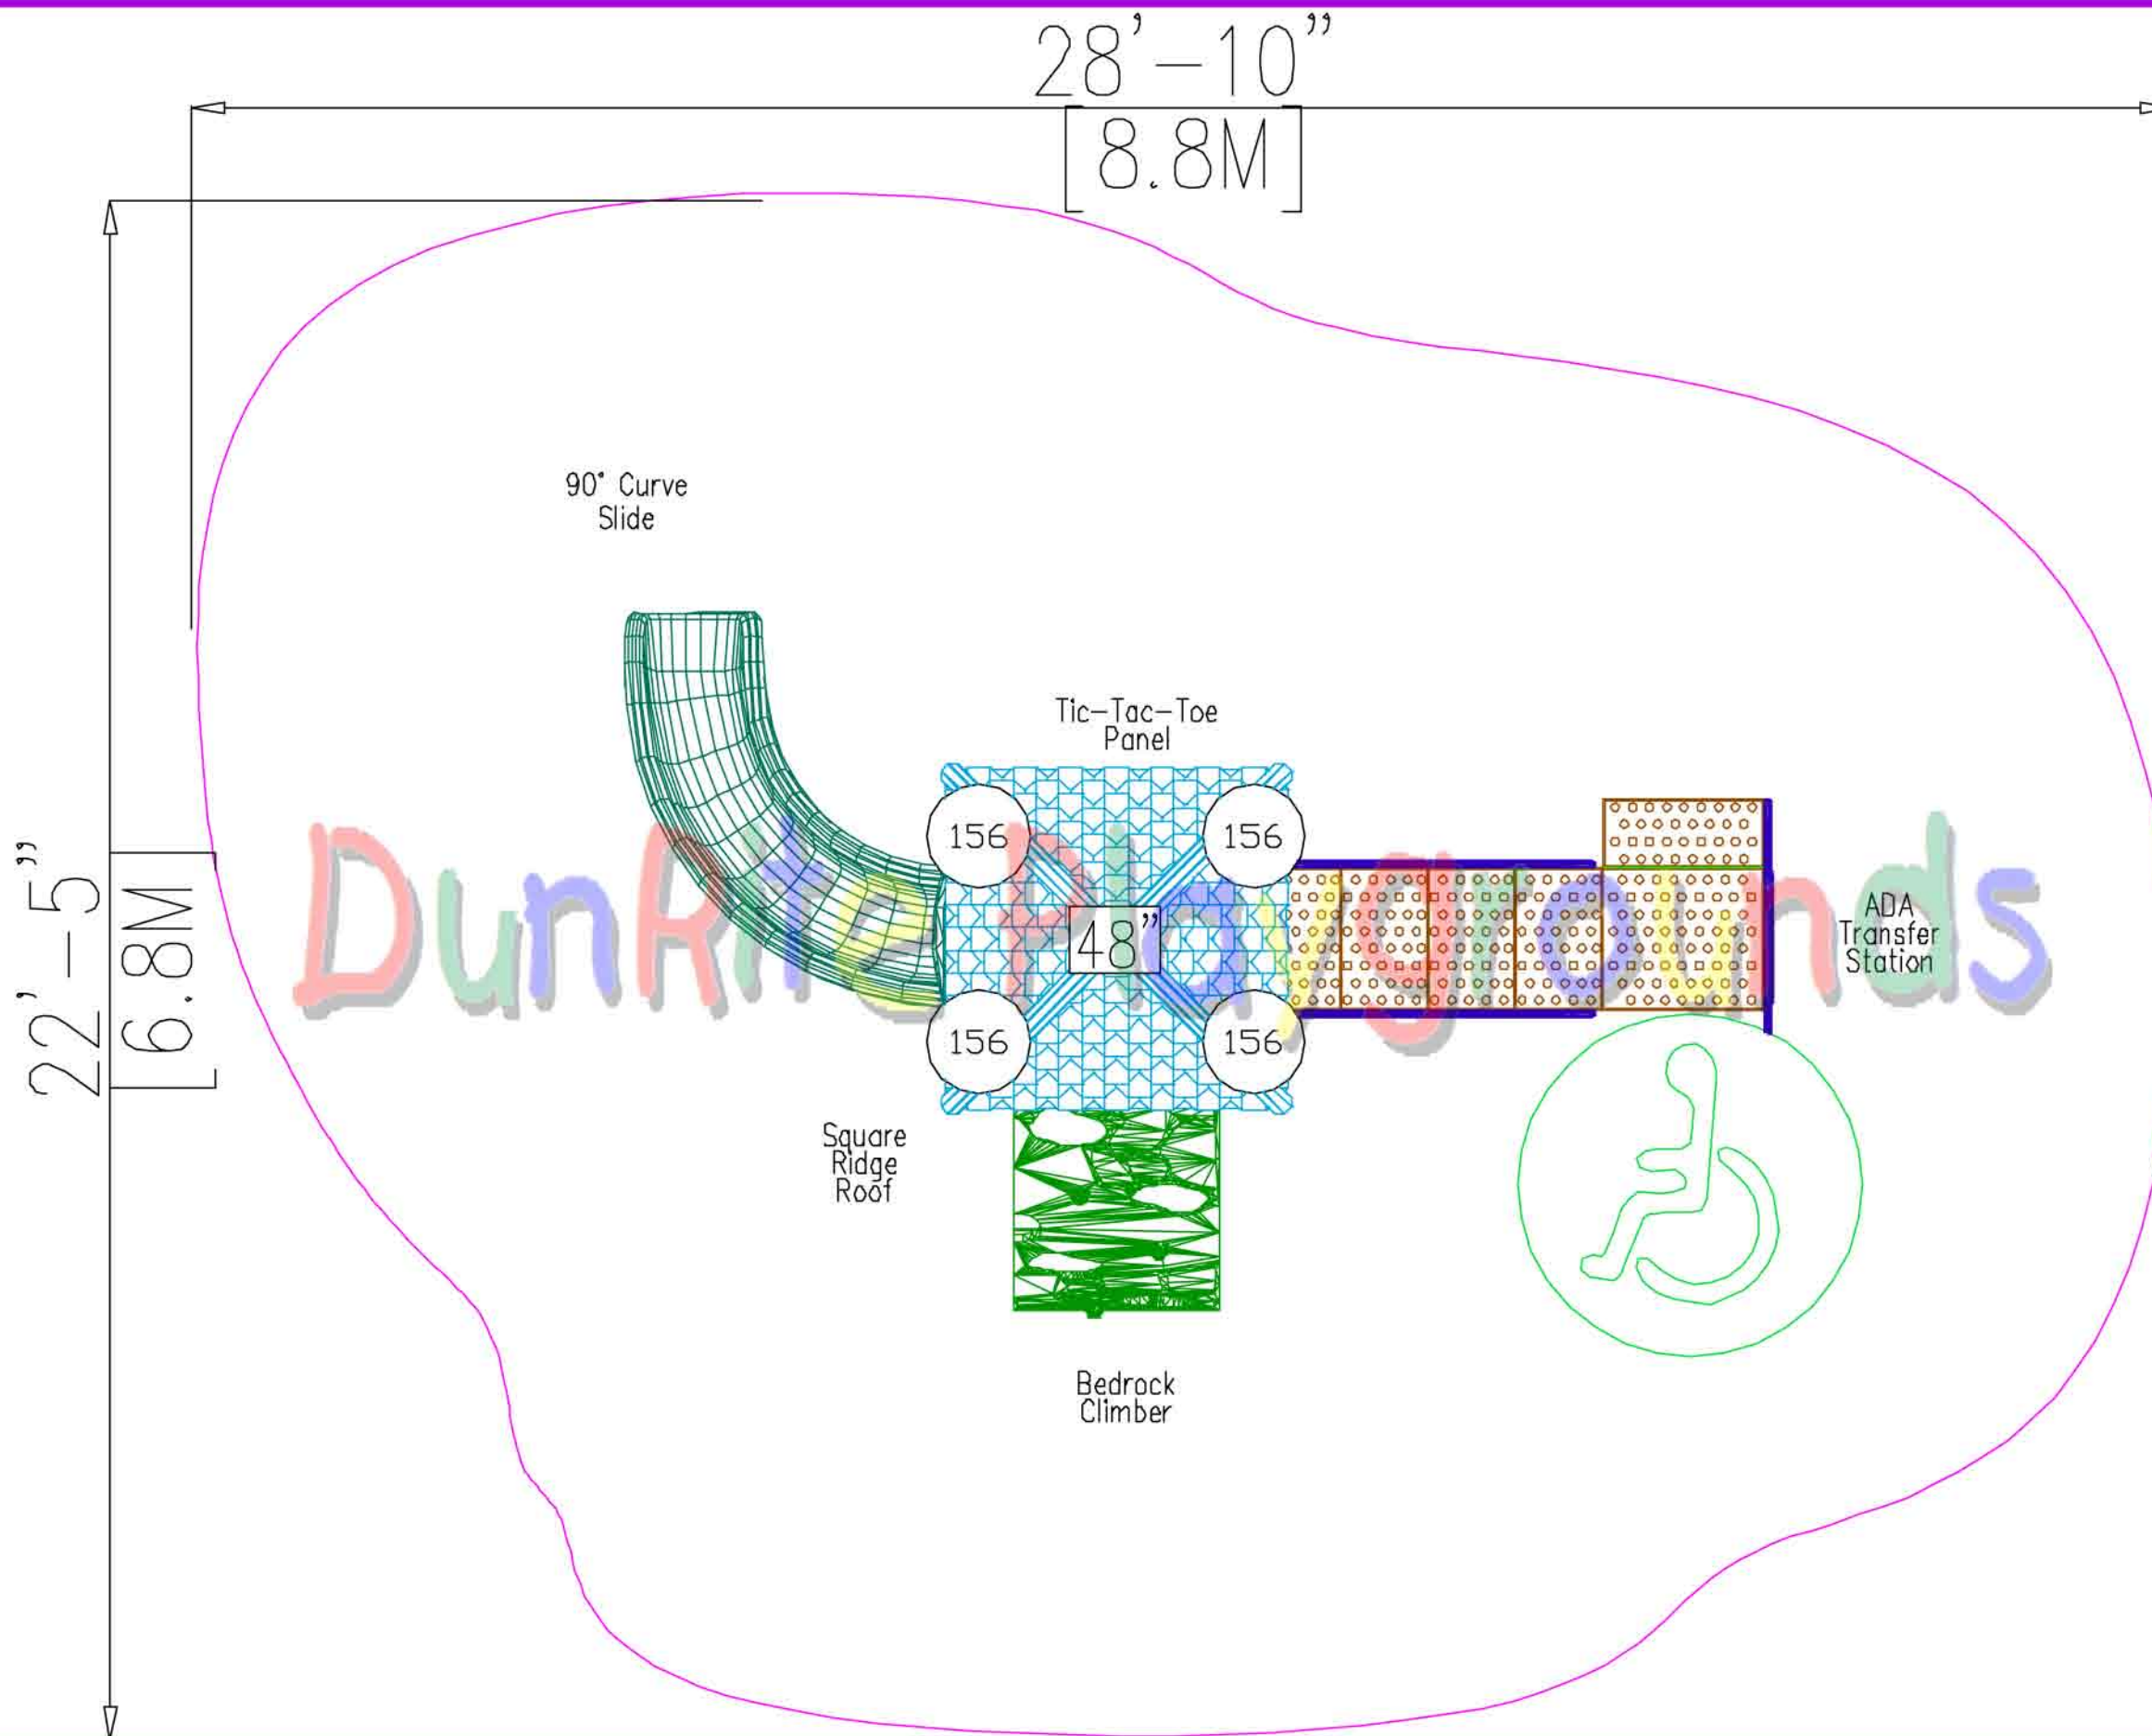 28'-10"
[8.8M]
90° Curve
Slide
Tic-Tac-Toe
Panel
156
156
22'-5"
[6.8M
DunRite Playgrounds
48"
ADA
Transfer
Station
156
156
Square
Ridge
Roof
Bedrock
Climber